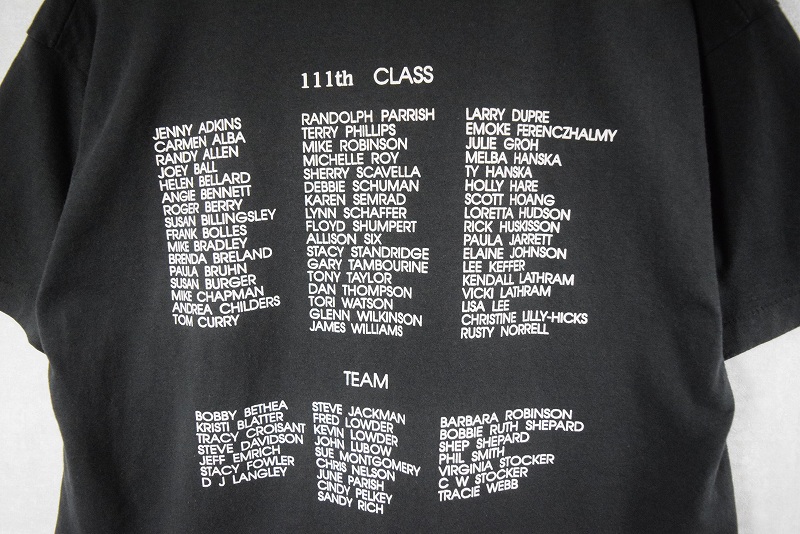 111th CLASS
JENNY ADKINS
CARMEN ALBA
RANDY ALLEN
JOEY BALL
HELEN BELLARD
ANGIE BENNETT
ROGER BERRY
SUSAN BILLINGSLEY
FRANK BOLLES
MIKE BRADLEY
BRENDA BRELAND
PAULA BRUHN
SUSAN BURGER
MIKE CHAPMAN
ANDREA CHILDERS
TOM CURRY
RANDOLPH PARRISH
TERRY PHILLIPS
MIKE ROBINSON
MICHELLE ROY
SHERRY SCAVELLA
DEBBIE SCHUMAN
KAREN SEMRAD
LYNN SCHAFFER
FLOYD SHUMPERT
ALLISON SIX
STACY STANDRIDGE
GARY TAMBOURINE
TONY TAYLOR
DAN THOMPSON
TORI WATSON
GLENN WILKINSON
JAMES WILLIAMS
LARRY DUPRE
EMOKE FERENCZHALMY
JULIE GROH
MELBA HANSKA
TY HANSKA
HOLLY HARE
SCOTT HOANG
LORETTA HUDSON
RICK HUSKISSON
PAULA JARRETT
ELAINE JOHNSON
LEE KEFFER
KENDALL LATHRAM
VICKI LATHRAM
LISA LEE
CHRISTINE LILLY-HICKS
RUSTY NORRELL
TEAM
BOBBY BETHEA
KRISTI BLATTER
TRACY CROISANT
STEVE DAVIDSON
JEFF EMRICH
STACY FOWLER
D J LANGLEY
STEVE JACKMAN
FRED LOWDER
KEVIN LOWDER
JOHN LUBOW
SUE MONTGOMERY
CHRIS NELSON
JUNE PARISH
CINDY PELKEY
SANDY RICH
BARBARA ROBINSON
BOBBIE RUTH SHEPARD
SHEP SHEPARD
PHIL SMITH
VIRGINIA STOCKER
C W STOCKER
TRACIE WEBB